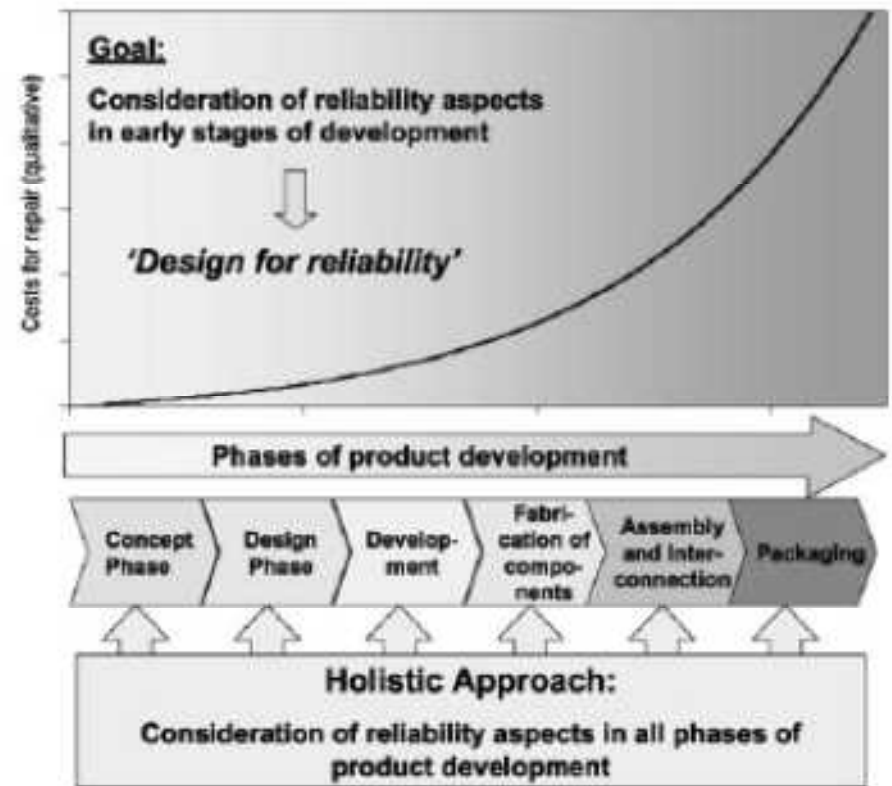 Goal:
Consideration of reliability aspects
in early stages of development
'Design for reliability'
Costs for repair (qualitative)
Phases of product development
Concept
Phase
Design
Phase
Develop-
ment
Fabri-
cation of
compo-
nents
Assembly
and inter-
connection
Packaging
Holistic Approach:
Consideration of reliability aspects in all phases of
product development